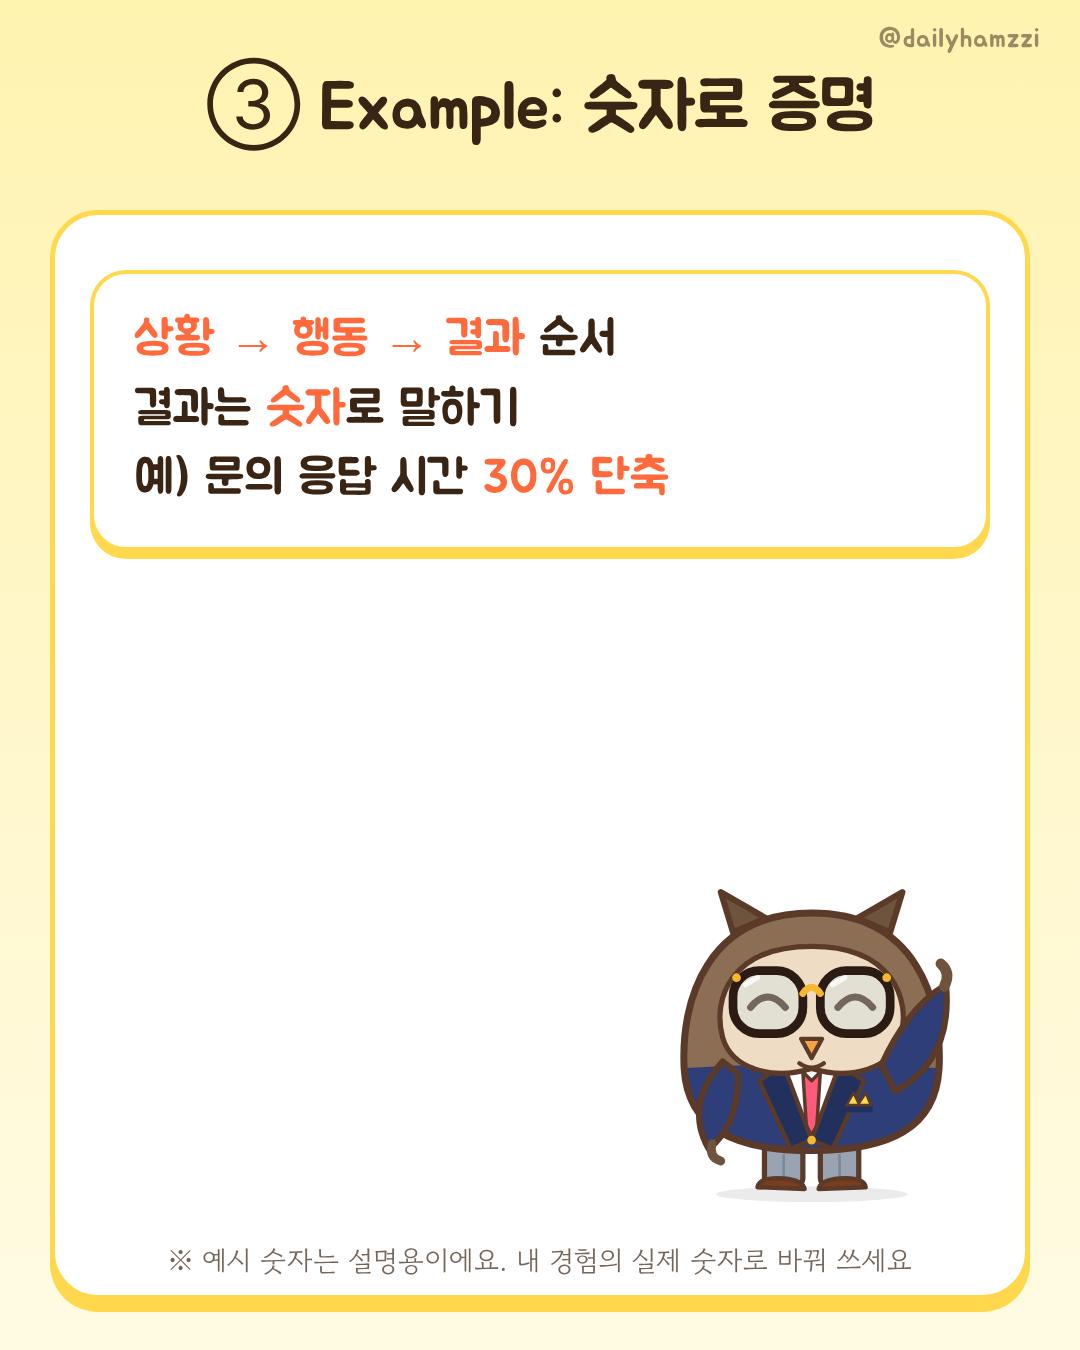 @dailyhamzzi
③ Example: 숫자로 증명
상황 → 행동 → 결과 순서
결과는 숫자로 말하기
예) 문의 응답 시간 30% 단축
※ 예시 숫자는 설명용이에요. 내 경험의 실제 숫자로 바꿔 쓰세요